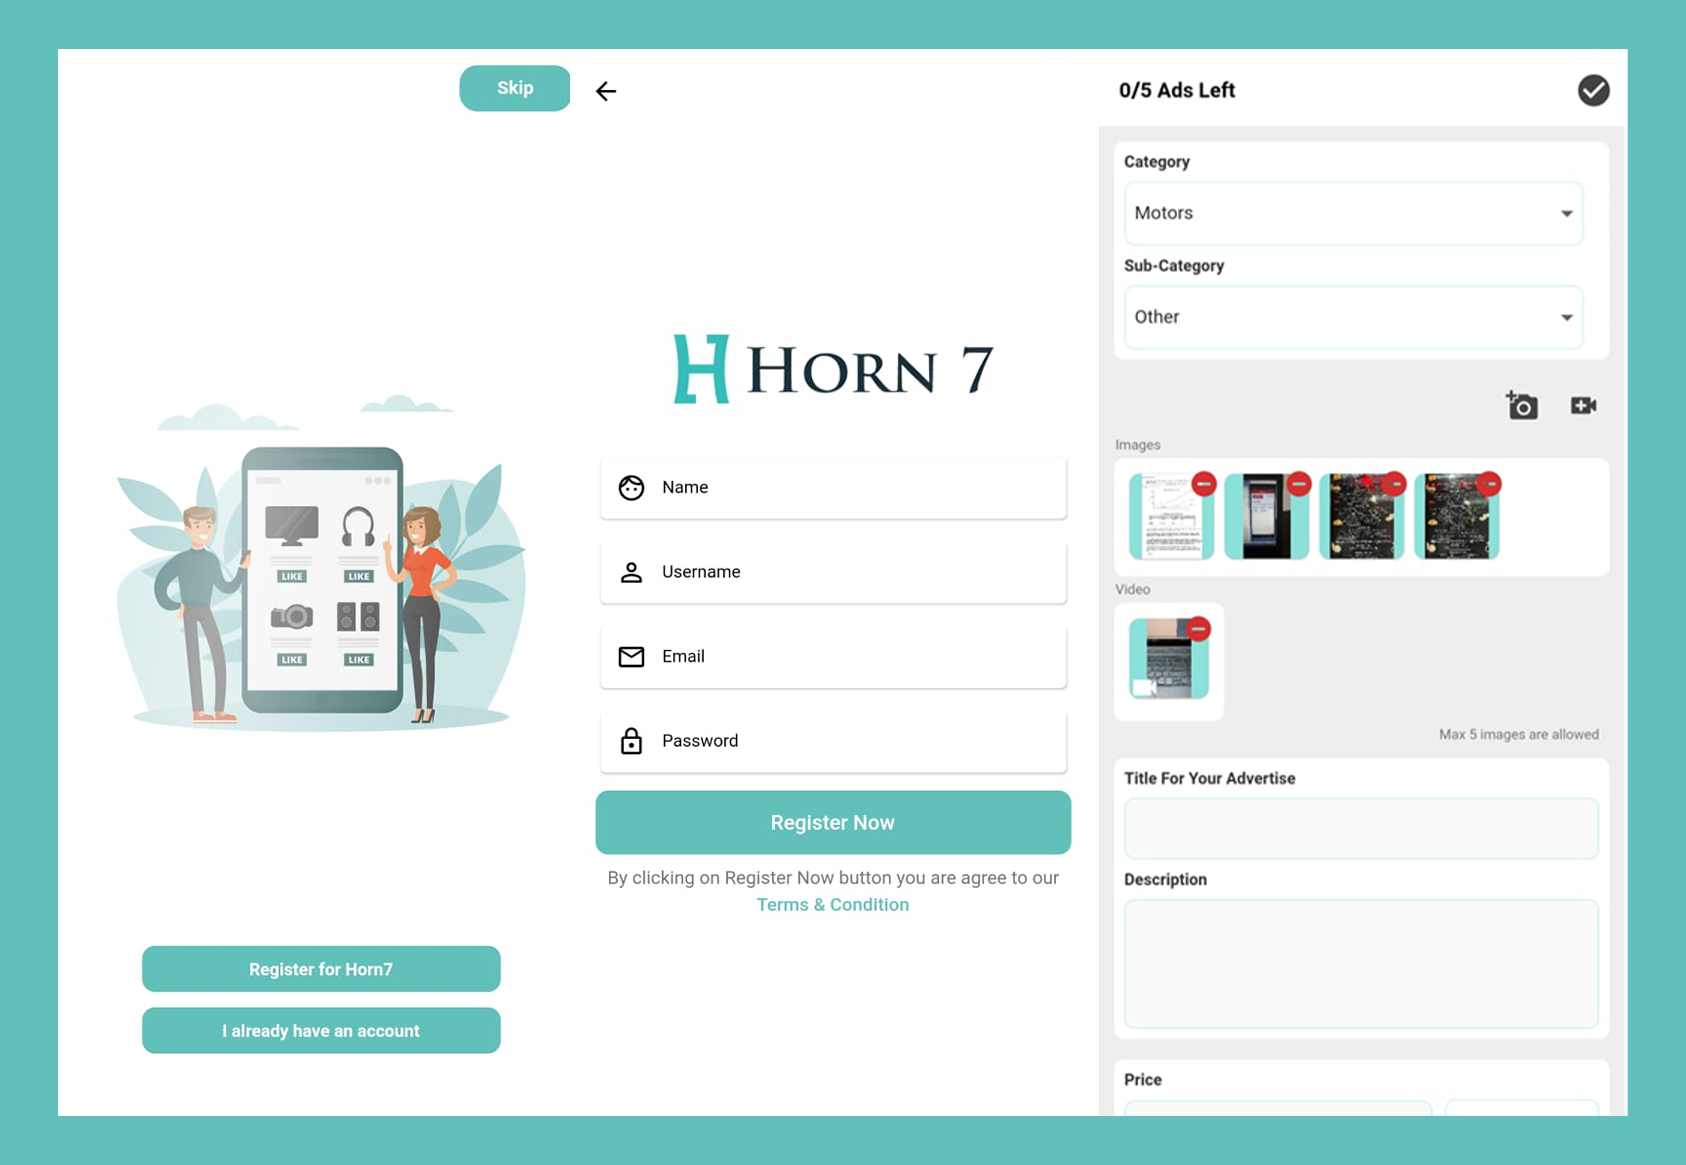 Skip
LIKE LIKE
LIKE LIKE
Register for Horn7
I already have an account
HORN 7
Name
Username
Email
Password
Register Now
By clicking on Register Now button you are agree to our
Terms & Condition
0/5 Ads Left
Category
Motors
Sub-Category
Other
Images
Video
Max 5 images are allowed
Title For Your Advertise
Description
Price